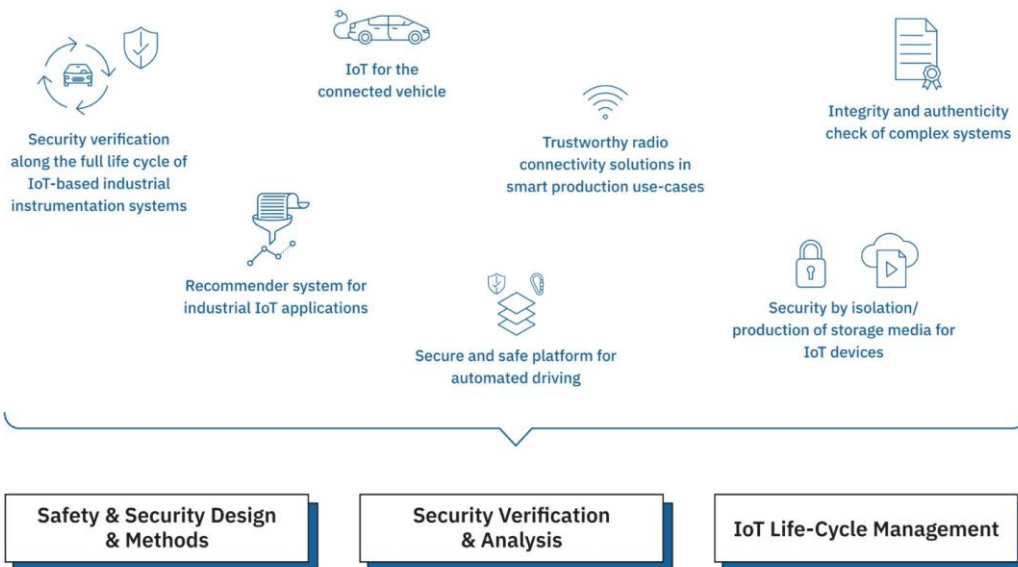 IoT for the
connected vehicle
Security verification
along the full life cycle of
IoT-based industrial
instrumentation systems
Trustworthy radio
connectivity solutions in
smart production use-cases
Integrity and authenticity
check of complex systems
Recommender system for
industrial IoT applications
Secure and safe platform for
automated driving
Security by isolation/
production of storage media for
IoT devices
Safety & Security Design
& Methods
Security Verification
& Analysis
IoT Life-Cycle Management